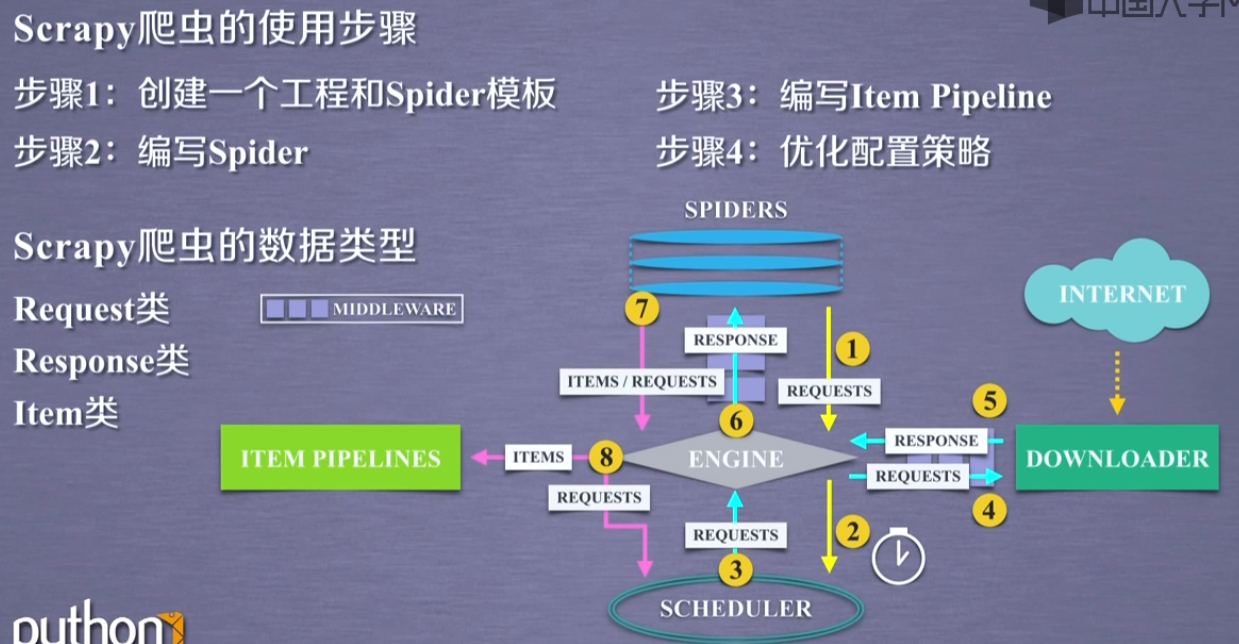 Scrapy爬虫的使用步骤
步骤1：创建一个工程和Spider模板
步骤2：编写Spider
步骤3：编写Item Pipeline
步骤4：优化配置策略
Scrapy爬虫的数据类型
Request类
Response类
Item类
MIDDLEWARE
SPIDERS
INTERNET
7
RESPONSE
1
ITEMS / REQUESTS
REQUESTS
5
6
RESPONSE
ITEM PIPELINES
ITEMS
8
ENGINE
DOWNLOADER
REQUESTS
REQUESTS
4
REQUESTS
2
3
SCHEDULER
python